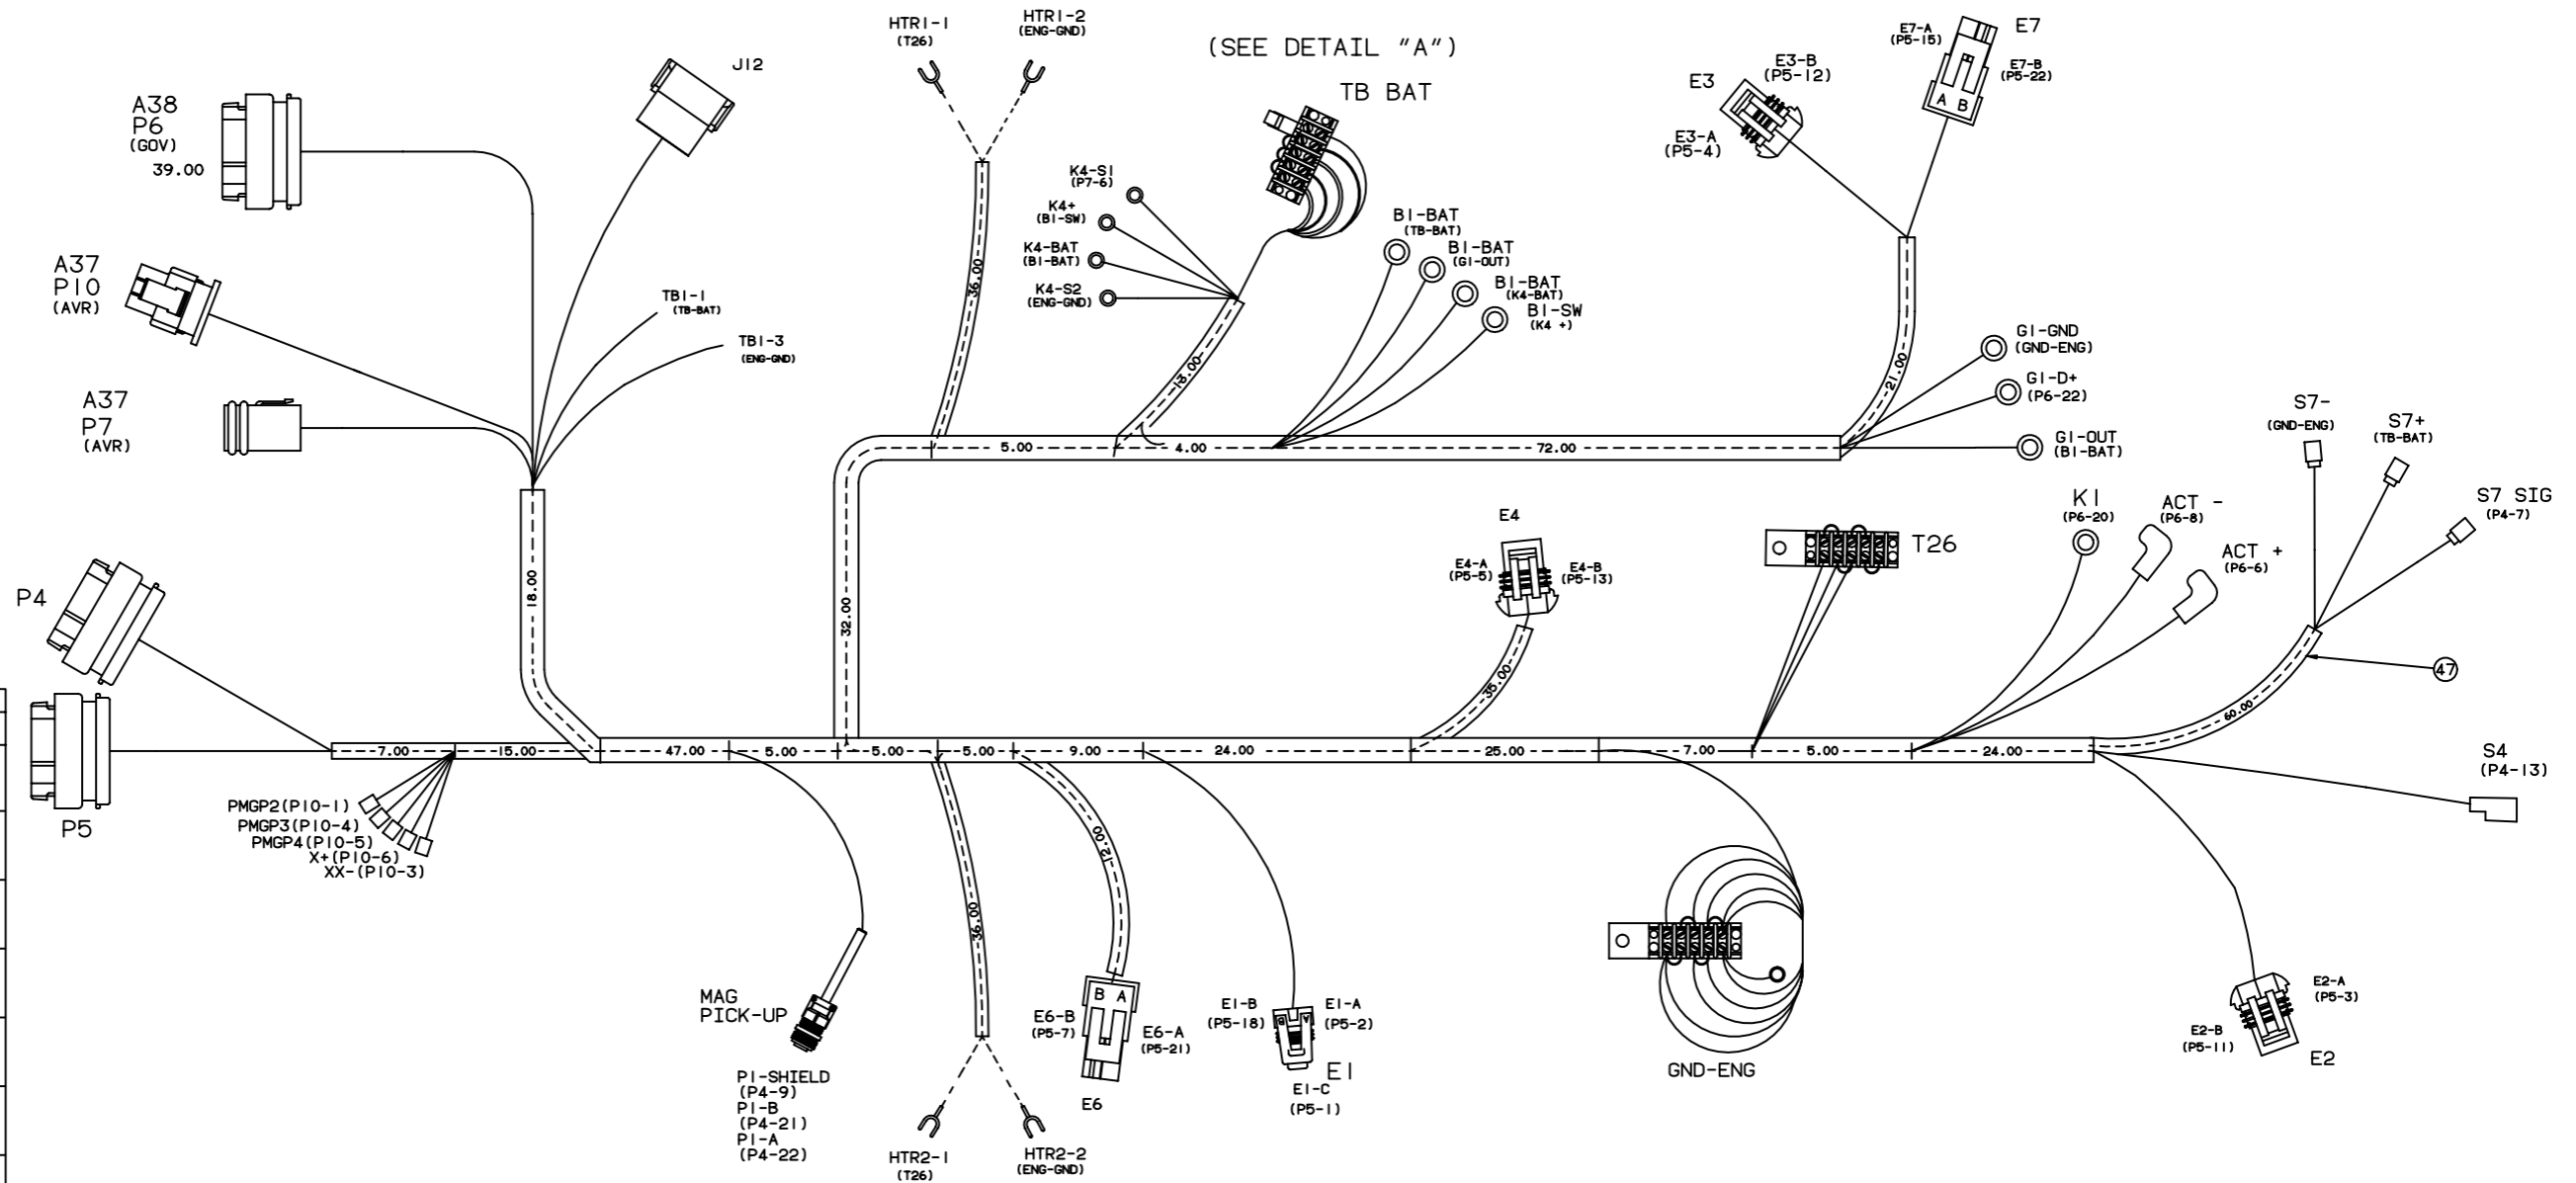 HTR1-1
(T26)
HTR1-2
(ENG-GND)
(SEE DETAIL "A")
TB BAT
J12
A38
P6
(GOV)
39.00
E7-A
(P5-15)
E7
E7-B
(P5-22)
A B
E3
E3-B
(P5-12)
E3-A
(P5-4)
K4-S1
(P7-6)
K4+
(B1-SW)
K4-BAT
(B1-BAT)
K4-S2
(ENG-GND)
B1-BAT
(TB-BAT)
B1-BAT
(G1-OUT)
B1-BAT
(K4-BAT)
B1-SW
(K4 +)
A37
P10
(AVR)
TB1-1
(TB-BAT)
TB1-3
(ENG-GND)
A37
P7
(AVR)
36.00
13.00
21.00
G1-GND
(GND-ENG)
G1-D+
(P6-22)
G1-OUT
(B1-BAT)
5.00
4.00
72.00
S7-
(GND-ENG)
S7+
(TB-BAT)
S7 SIG
(P4-7)
K1
(P6-20)
ACT -
(P6-8)
ACT +
(P6-6)
T26
E4
E4-A
(P5-5)
E4-B
(P5-13)
18.00
32.00
35.00
60.00
47
P4
P5
7.00
15.00
47.00
5.00
5.00
5.00
9.00
24.00
25.00
7.00
5.00
24.00
S4
(P4-13)
PMGP2(P10-1)
PMGP3(P10-4)
PMGP4(P10-5)
X+(P10-6)
XX-(P10-3)
36.00
12.00
MAG
PICK-UP
P1-SHIELD
(P4-9)
P1-B
(P4-21)
P1-A
(P4-22)
B A
E6-B
(P5-7)
E6-A
(P5-21)
E6
E1-B
(P5-18)
B A
E1-A
(P5-2)
E1
E1-C
(P5-1)
GND-ENG
E2-A
(P5-3)
E2-B
(P5-11)
E2
HTR2-1
(T26)
HTR2-2
(ENG-GND)